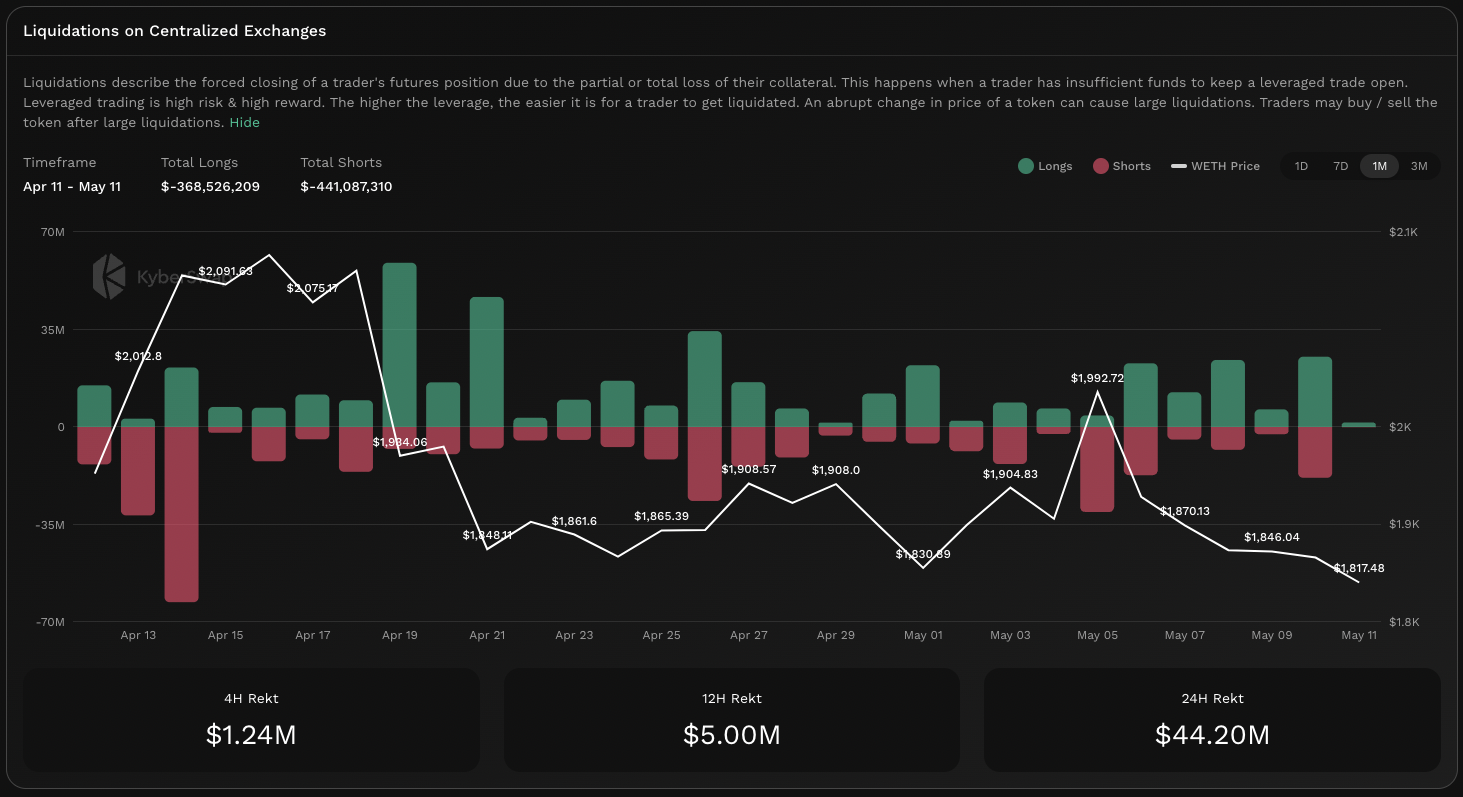 Liquidations on Centralized Exchanges
Liquidations describe the forced closing of a trader's futures position due to the partial or total loss of their collateral. This happens when a trader has insufficient funds to keep a leveraged trade open.
Leveraged trading is high risk & high reward. The higher the leverage, the easier it is for a trader to get liquidated. An abrupt change in price of a token can cause large liquidations. Traders may buy / sell the
token after large liquidations. Hide
Timeframe Total Longs Total Shorts
Apr 11 - May 11 $-368,526,209 $-441,087,310
Longs Shorts WETH Price 1D 7D 1M 3M
70M $2.1K
KyberSwap
$2,091.63
$2,075.17
35M
$2,012.8
$1,992.72
0 $2K
$1,984.06
$1,908.57 $1,908.0 $1,904.83
$1,865.39 $1,870.13
$1,861.6
-35M $1.9K
$1,848.11 $1,846.04
$1,830.89 $1,817.48
-70M $1.8K
Apr 13 Apr 15 Apr 17 Apr 19 Apr 21 Apr 23 Apr 25 Apr 27 Apr 29 May 01 May 03 May 05 May 07 May 09 May 11
4H Rekt 12H Rekt 24H Rekt
$1.24M $5.00M $44.20M